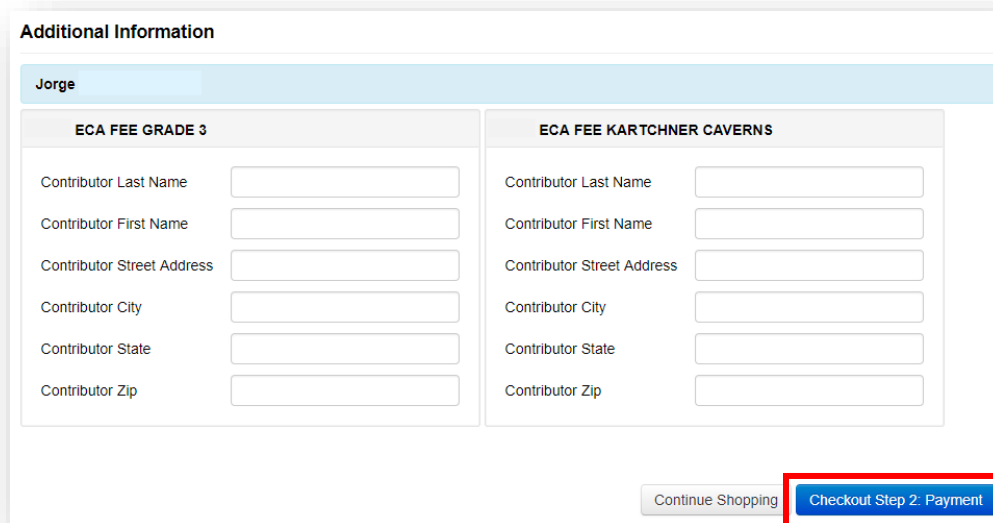 Additional Information
Jorge
ECA FEE GRADE 3
Contributor Last Name
Contributor First Name
Contributor Street Address
Contributor City
Contributor State
Contributor Zip
ECA FEE KARTCHNER CAVERNS
Contributor Last Name
Contributor First Name
Contributor Street Address
Contributor City
Contributor State
Contributor Zip
Continue Shopping
Checkout Step 2: Payment